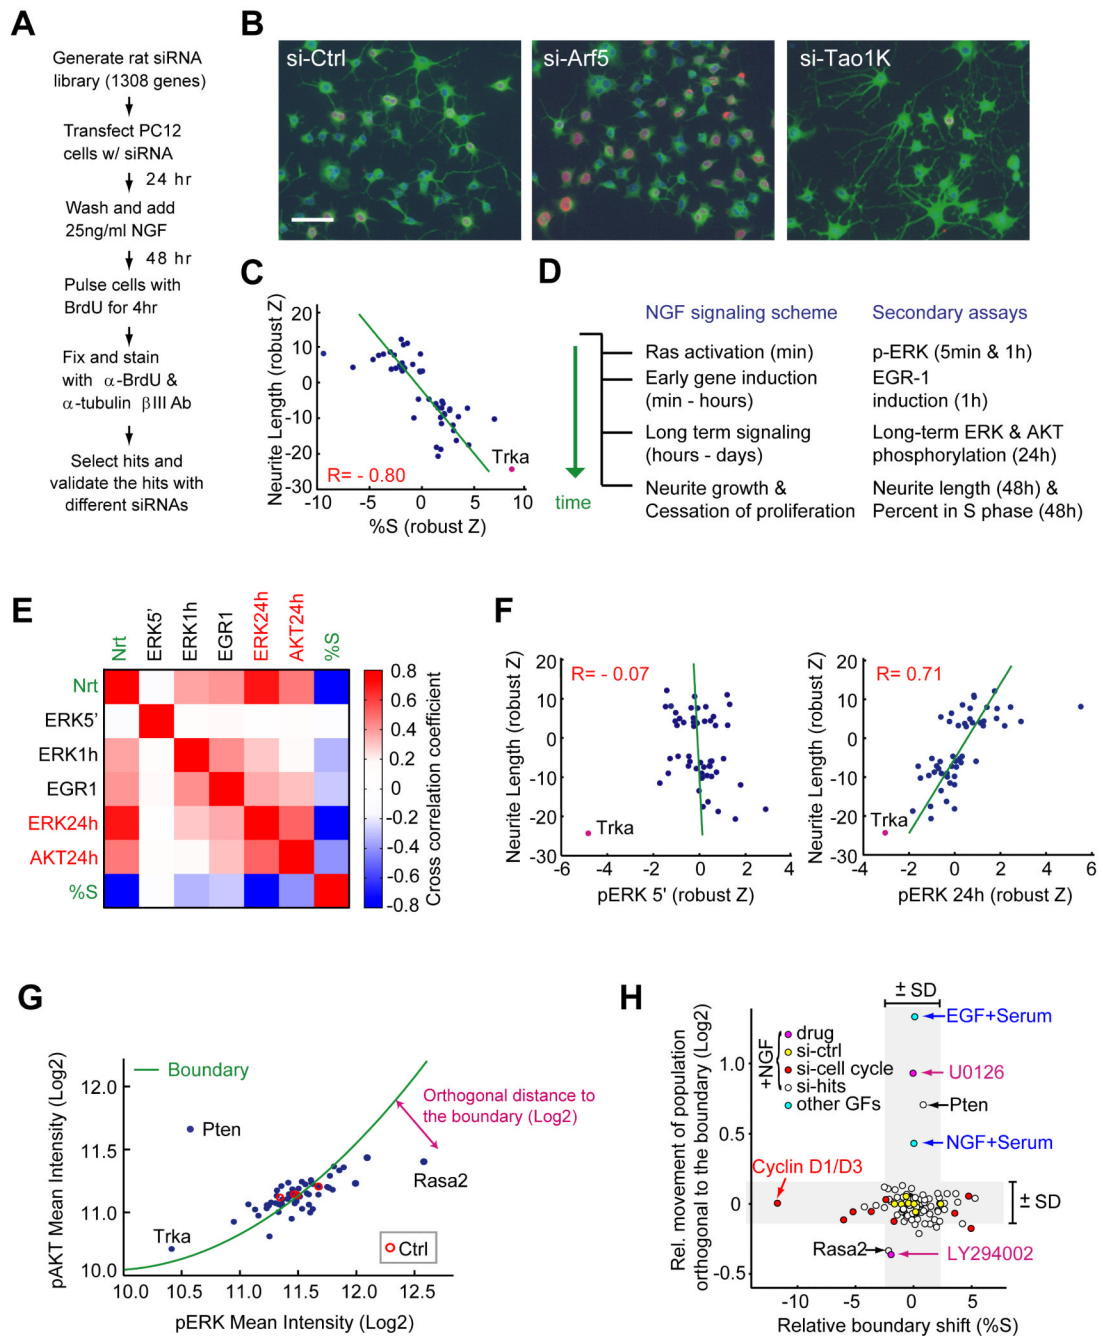 A
Generate rat siRNA
library (1308 genes)
Transfect PC12
cells w/ siRNA
24 hr
Wash and add
25ng/ml NGF
48 hr
Pulse cells with
BrdU for 4hr
Fix and stain
with α-BrdU &
α-tubulin βIII Ab
Select hits and
validate the hits with
different siRNAs
B
si-Ctrl
si-Arf5
si-Tao1K
C
Neurite Length (robust Z)
20
10
0
-10
-20
-30
R= - 0.80
Trka
-10
-5
0
5
10
%S (robust Z)
D
NGF signaling scheme
Secondary assays
Ras activation (min)
p-ERK (5min & 1h)
Early gene induction
(min - hours)
EGR-1
induction (1h)
Long term signaling
(hours - days)
Long-term ERK & AKT
phosphorylation (24h)
Neurite growth &
Cessation of proliferation
Neurite length (48h) &
Percent in S phase (48h)
time
E
Nrt
ERK5'
ERK1h
EGR1
ERK24h
AKT24h
%S
Nrt
ERK5'
ERK1h
EGR1
ERK24h
AKT24h
%S
0.8
0.6
0.4
0.2
0
-0.2
-0.4
-0.6
-0.8
Cross correlation coefficient
F
Neurite Length (robust Z)
20
10
0
-10
-20
-30
R= - 0.07
Trka
-6
-4
-2
0
2
4
pERK 5' (robust Z)
Neurite Length (robust Z)
20
10
0
-10
-20
-30
R= 0.71
Trka
-4
-2
0
2
4
6
pERK 24h (robust Z)
G
pAKT Mean Intensity (Log2)
12.0
11.5
11.0
10.0
Boundary
Orthogonal distance to
the boundary (Log2)
Pten
Rasa2
Trka
Ctrl
10.0
10.5
11.0
11.5
12.0
12.5
pERK Mean Intensity (Log2)
H
± SD
Rel. movement of population
orthogonal to the boundary (Log2)
1.0
0.5
0
-0.5
+NGF
drug
si-ctrl
si-cell cycle
si-hits
other GFs
EGF+Serum
U0126
Pten
NGF+Serum
Cyclin D1/D3
± SD
Rasa2
LY294002
-10
-5
0
5
Relative boundary shift (%S)